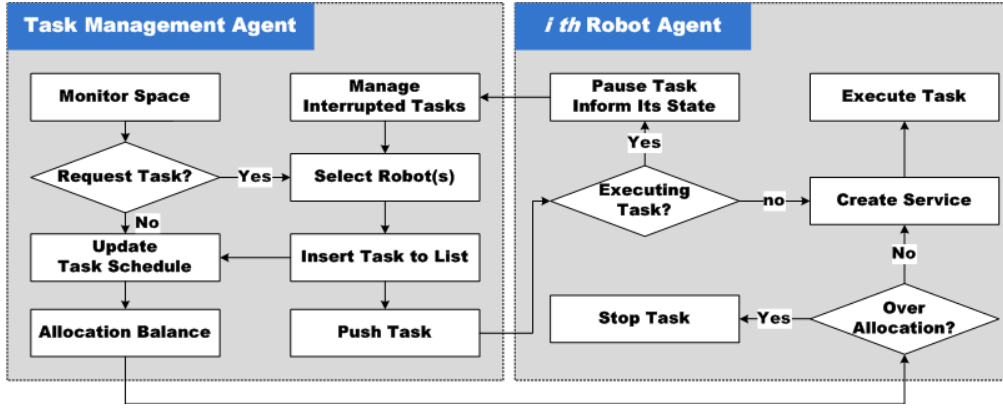 Task Management Agent
Monitor Space
Request Task?
Yes
No
Update
Task Schedule
Allocation Balance
Manage
Interrupted Tasks
Select Robot(s)
Insert Task to List
Push Task
i th Robot Agent
Pause Task
Inform Its State
Yes
Executing
Task?
no
Execute Task
Create Service
No
Over
Allocation?
Yes
Stop Task